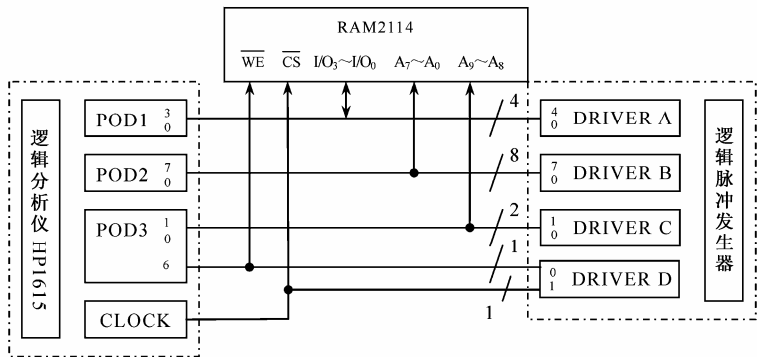 RAM2114
WE CS I/O3～I/O0 A7～A0 A9～A8
逻辑分析仪 HP1615
POD1 3 0
4
4 0 DRIVER A
POD2 7 0
8
7 0 DRIVER B
POD3 1 0
6
2
1 0 DRIVER C
1
0 1 DRIVER D
1
CLOCK
逻辑脉冲发生器